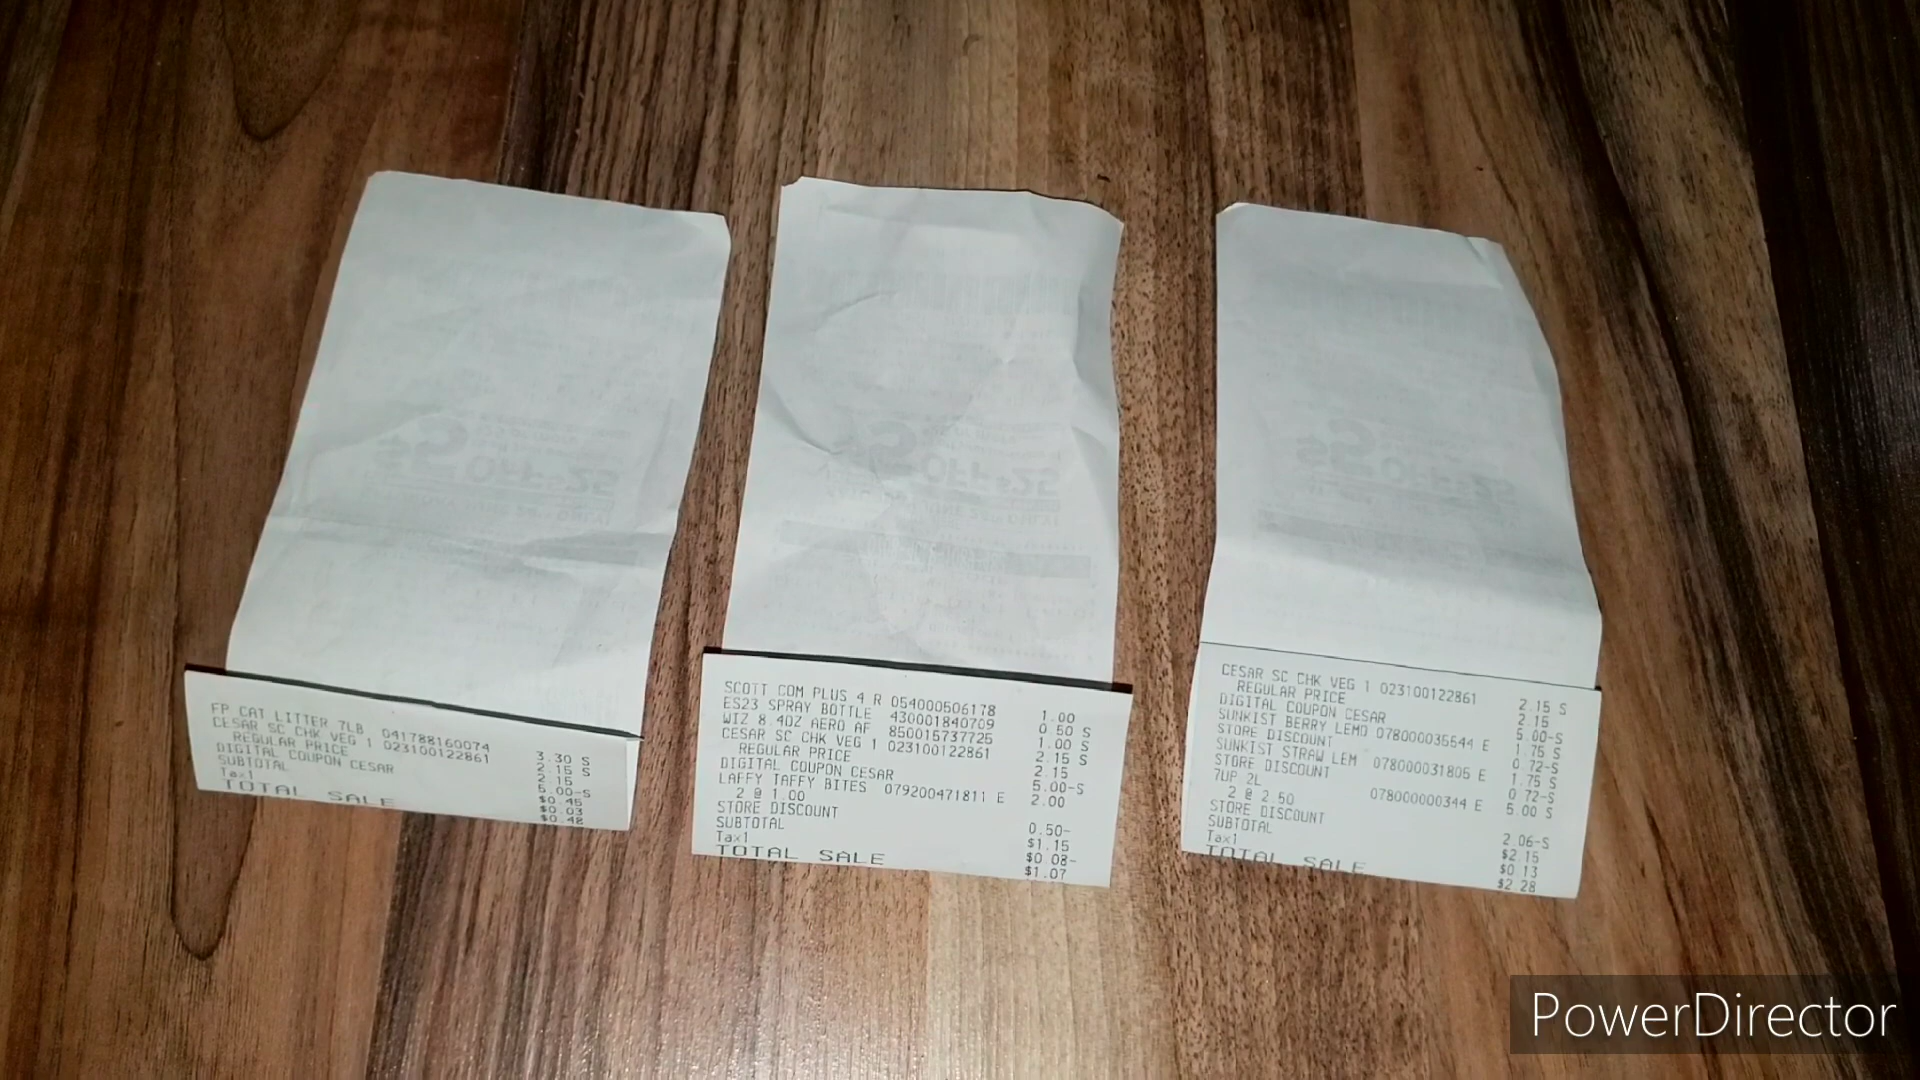 FP CAT LITTER 7LB 041788160074 3.30 S
CESAR SC CHK VEG 1 023100122861 2.15 S
REGULAR PRICE 2.15
DIGITAL COUPON CESAR 5.00-S
SUBTOTAL $0.45
Tax1 $0.03
TOTAL SALE $0.48
SCOTT COM PLUS 4 R 054000506178 1.00
ES23 SPRAY BOTTLE 430001840709 0.50 S
WIZ 8.4OZ AERO AF 850015737725 1.00 S
CESAR SC CHK VEG 1 023100122861 2.15 S
REGULAR PRICE 2.15
DIGITAL COUPON CESAR 5.00-S
LAFFY TAFFY BITES 079200471811 E 2.00
2 @ 1.00
STORE DISCOUNT 0.50-
SUBTOTAL $1.15
Tax1 $0.08-
TOTAL SALE $1.07
CESAR SC CHK VEG 1 023100122861 2.15 S
REGULAR PRICE 2.15
DIGITAL COUPON CESAR 5.00-S
SUNKIST BERRY LEMO 078000035544 E 1.75 S
STORE DISCOUNT 0.72-S
SUNKIST STRAW LEM 078000031805 E 1.75 S
STORE DISCOUNT 0.72-S
7UP 2L 078000000344 E 5.00 S
2 @ 2.50
STORE DISCOUNT 2.06-S
SUBTOTAL $2.15
Tax1 $0.13
TOTAL SALE $2.28
PowerDirector